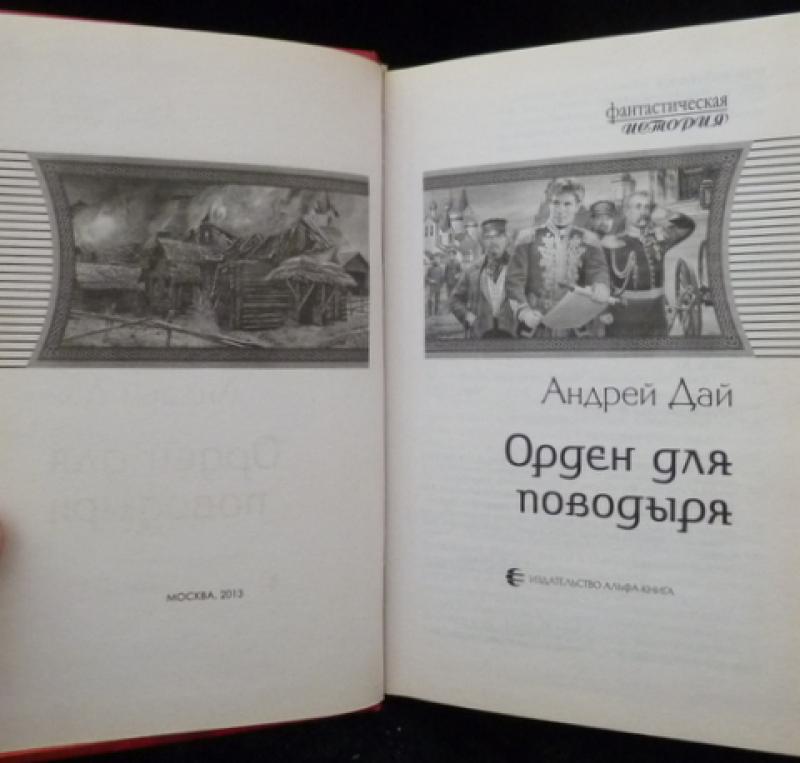 МОСКВА, 2013
фантастическая
ИСТОРИЯ
Андрей Дай
Орден для
поводыря
ИЗДАТЕЛЬСТВО АЛЬФА-КНИГА